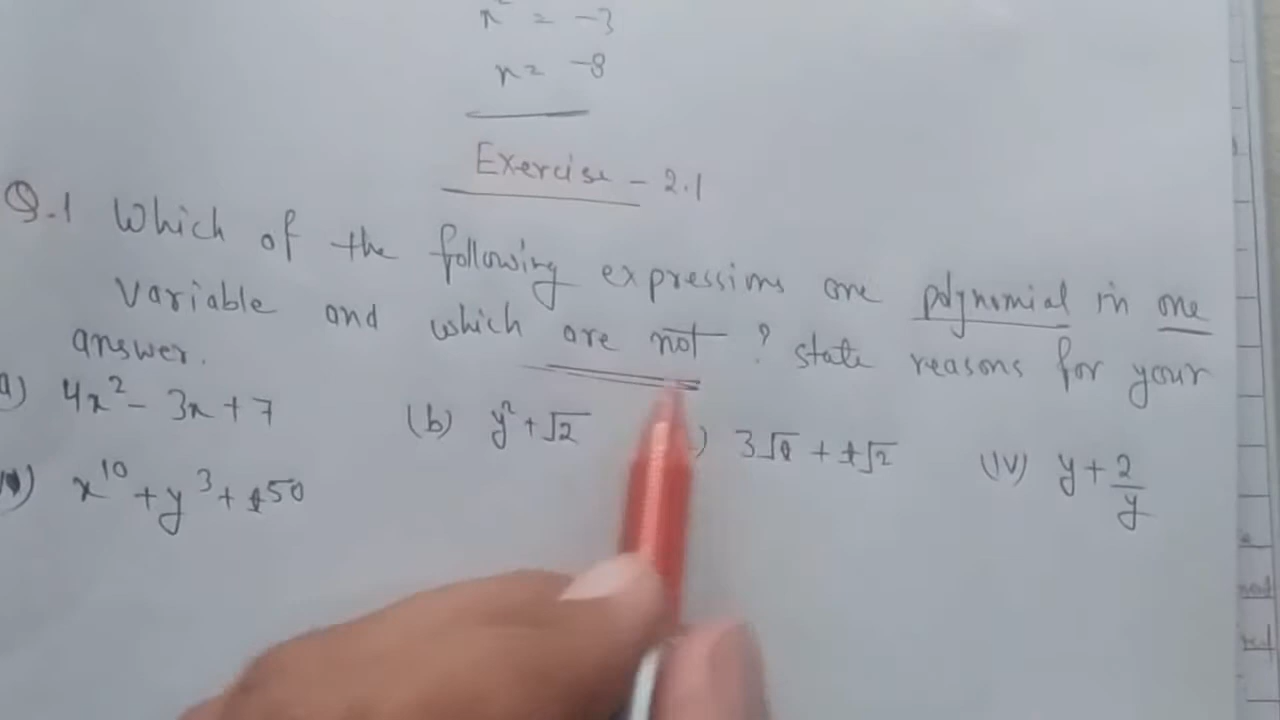 x² = -3
x = -8
Exercise - 2.1
Q.1 Which of the following expressions are polynomial in one
variable and which are not? state reasons for your
answer.
a) 4x² - 3x + 7 (b) y² + √2 ) 3√ + t√2 (IV) y + 2/y
) x¹⁰ + y³ + t50